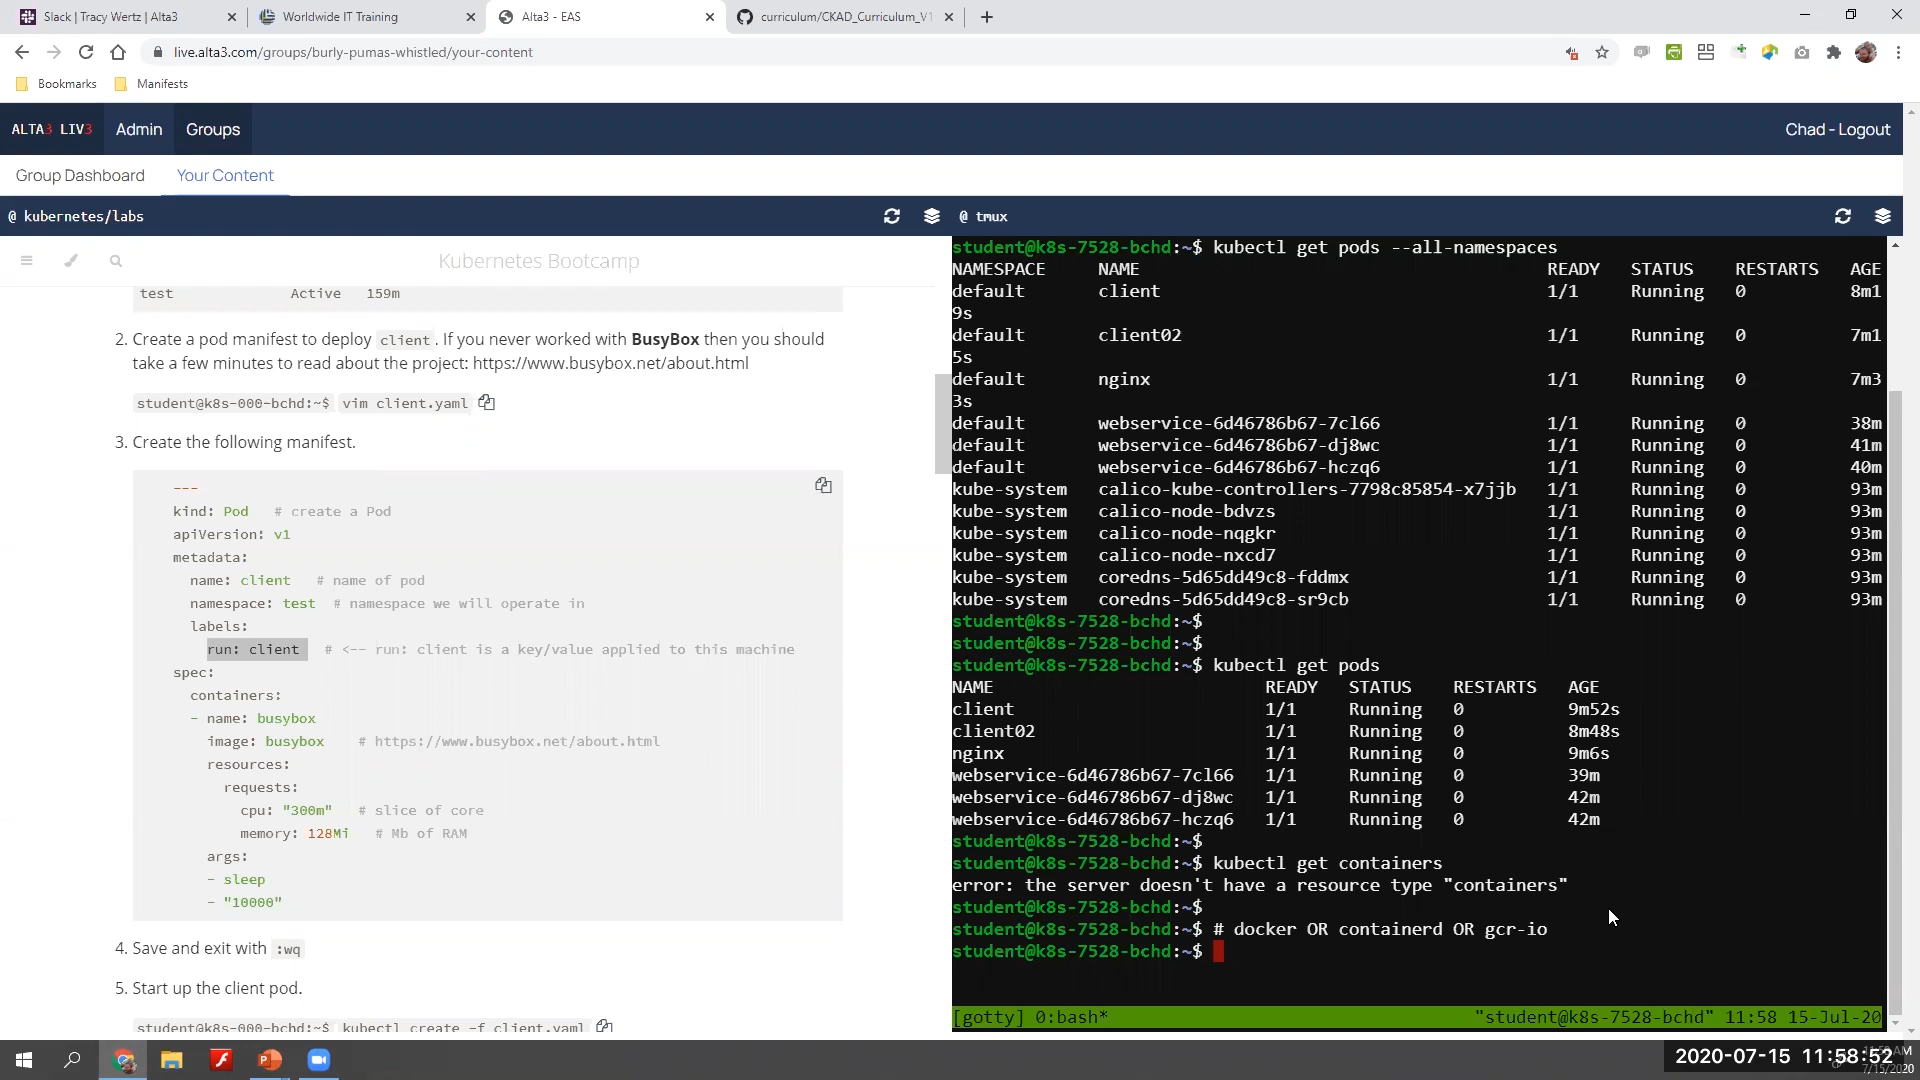 Slack | Tracy Wertz | Alta3
Worldwide IT Training
Alta3 - EAS
curriculum/CKAD_Curriculum_V1
live.alta3.com/groups/burly-pumas-whistled/your-content
Bookmarks
Manifests
ALTA3 LIV3
Admin
Groups
Chad - Logout
Group Dashboard
Your Content
@ kubernetes/labs
Kubernetes Bootcamp
test Active 159m
2. Create a pod manifest to deploy client . If you never worked with BusyBox then you should
take a few minutes to read about the project: https://www.busybox.net/about.html
student@k8s-000-bchd:~$ vim client.yaml
3. Create the following manifest.
---
kind: Pod # create a Pod
apiVersion: v1
metadata:
name: client # name of pod
namespace: test # namespace we will operate in
labels:
run: client # <-- run: client is a key/value applied to this machine
spec:
containers:
- name: busybox
image: busybox # https://www.busybox.net/about.html
resources:
requests:
cpu: "300m" # slice of core
memory: 128Mi # Mb of RAM
args:
- sleep
- "10000"
4. Save and exit with :wq
5. Start up the client pod.
student@k8s-000-bchd:~$ kubectl create -f client.yaml
@ tmux
student@k8s-7528-bchd:~$ kubectl get pods --all-namespaces
NAMESPACE NAME READY STATUS RESTARTS AGE
default client 1/1 Running 0 8m1
9s
default client02 1/1 Running 0 7m1
5s
default nginx 1/1 Running 0 7m3
3s
default webservice-6d46786b67-7cl66 1/1 Running 0 38m
default webservice-6d46786b67-dj8wc 1/1 Running 0 41m
default webservice-6d46786b67-hczq6 1/1 Running 0 40m
kube-system calico-kube-controllers-7798c85854-x7jjb 1/1 Running 0 93m
kube-system calico-node-bdvzs 1/1 Running 0 93m
kube-system calico-node-nqgkr 1/1 Running 0 93m
kube-system calico-node-nxcd7 1/1 Running 0 93m
kube-system coredns-5d65dd49c8-fddmx 1/1 Running 0 93m
kube-system coredns-5d65dd49c8-sr9cb 1/1 Running 0 93m
student@k8s-7528-bchd:~$
student@k8s-7528-bchd:~$
student@k8s-7528-bchd:~$ kubectl get pods
NAME READY STATUS RESTARTS AGE
client 1/1 Running 0 9m52s
client02 1/1 Running 0 8m48s
nginx 1/1 Running 0 9m6s
webservice-6d46786b67-7cl66 1/1 Running 0 39m
webservice-6d46786b67-dj8wc 1/1 Running 0 42m
webservice-6d46786b67-hczq6 1/1 Running 0 42m
student@k8s-7528-bchd:~$
student@k8s-7528-bchd:~$ kubectl get containers
error: the server doesn't have a resource type "containers"
student@k8s-7528-bchd:~$
student@k8s-7528-bchd:~$ # docker OR containerd OR gcr-io
student@k8s-7528-bchd:~$
[gotty] 0:bash* "student@k8s-7528-bchd" 11:58 15-Jul-20
2020-07-15 11:58:52
7/15/2020